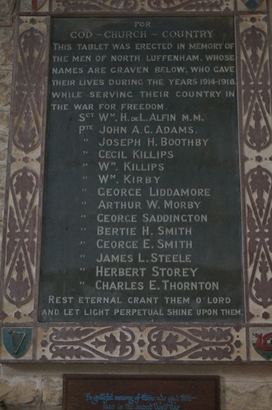 FOR
GOD - CHURCH - COUNTRY
THIS TABLET WAS ERECTED IN MEMORY OF
THE MEN OF NORTH LUFFENHAM, WHOSE
NAMES ARE GRAVEN BELOW, WHO GAVE
THEIR LIVES DURING THE YEARS 1914-1918,
WHILE SERVING THEIR COUNTRY IN
THE WAR FOR FREEDOM.
SGT WM. H. DE L. ALFIN M.M.
PTE JOHN A. G. ADAMS.
" JOSEPH H. BOOTHBY
" CECIL KILLIPS
" WM. KILLIPS
" WM. KIRBY
" GEORGE LIDDAMORE
" ARTHUR W. MORBY
" GEORGE SADDINGTON
" BERTIE H. SMITH
" GEORGE E. SMITH
" JAMES L. STEELE
" HERBERT STOREY
" CHARLES E. THORNTON
REST ETERNAL GRANT THEM O LORD
AND LET LIGHT PERPETUAL SHINE UPON THEM